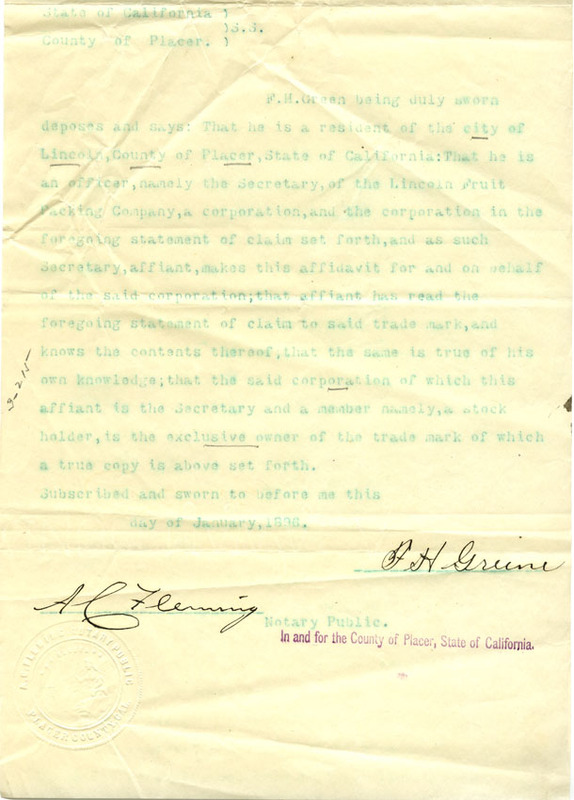 State of California )
)S.S.
County of Placer. )
F.H.Green being duly sworn
deposes and says: That he is a resident of the city of
Lincoln,County of Placer,State of California:That he is
an officer,namely the Secretary,of the Lincoln Fruit
Packing Company,a corporation,and the corporation in the
foregoing statement of claim set forth,and as such
Secretary,affiant,makes this affidavit for and on behalf
of the said corporation;that affiant has read the
foregoing statement of claim to said trade mark,and
knows the contents thereof,that the same is true of his
own knowledge;that the said corporation of which this
affiant is the Secretary and a member namely,a stock
holder,is the exclusive owner of the trade mark of which
a true copy is above set forth.
Subscribed and sworn to before me this
day of January,1896.
F H Greene
A C Fleming
Notary Public.
In and for the County of Placer, State of California.
NOTARY PUBLIC
PLACER COUNTY, CAL.